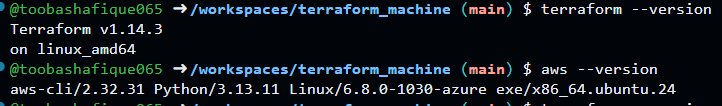 @toobashafique065 ➜/workspaces/terraform_machine (main) $ terraform --version
Terraform v1.14.3
on linux_amd64
@toobashafique065 ➜/workspaces/terraform_machine (main) $ aws --version
aws-cli/2.32.31 Python/3.13.11 Linux/6.8.0-1030-azure exe/x86_64.ubuntu.24